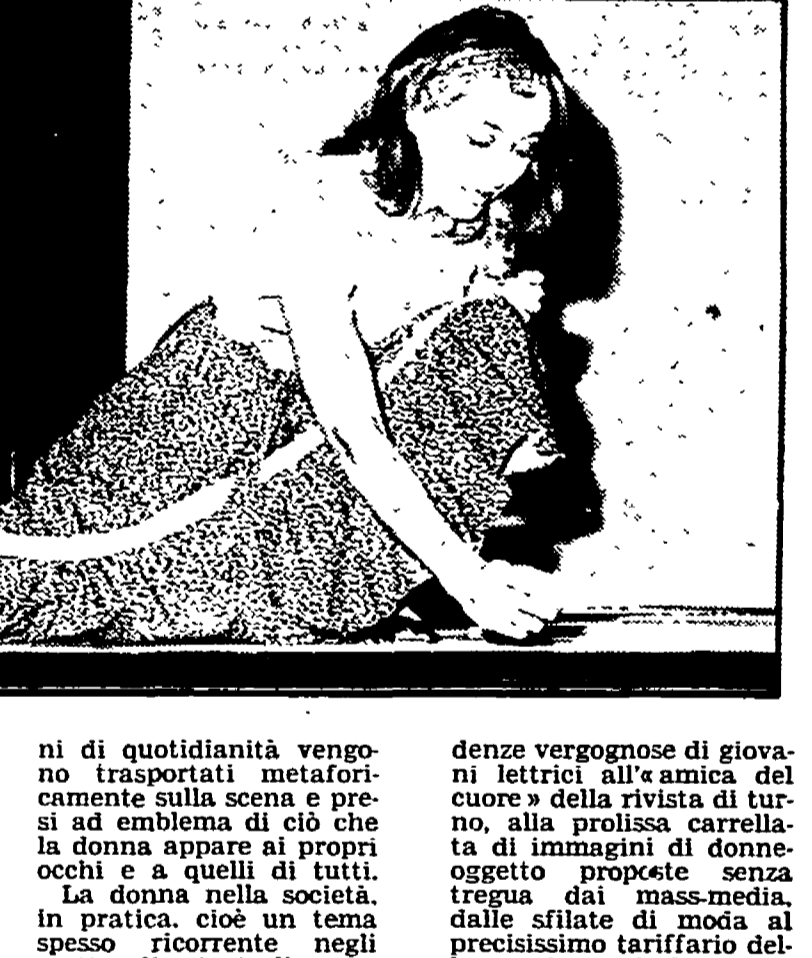 ni di quotidianità vengo-
no trasportati metafori-
camente sulla scena e pre-
si ad emblema di ciò che
la donna appare ai propri
occhi e a quelli di tutti.
La donna nella società,
in pratica. cioè un tema
spesso ricorrente negli
denze vergognose di giova-
ni lettrici all'« amica del
cuore » della rivista di tur-
no, alla prolissa carrella-
ta di immagini di donne-
oggetto proposte senza
tregua dai mass-media,
dalle sfilate di moda al
precisissimo tariffario del-